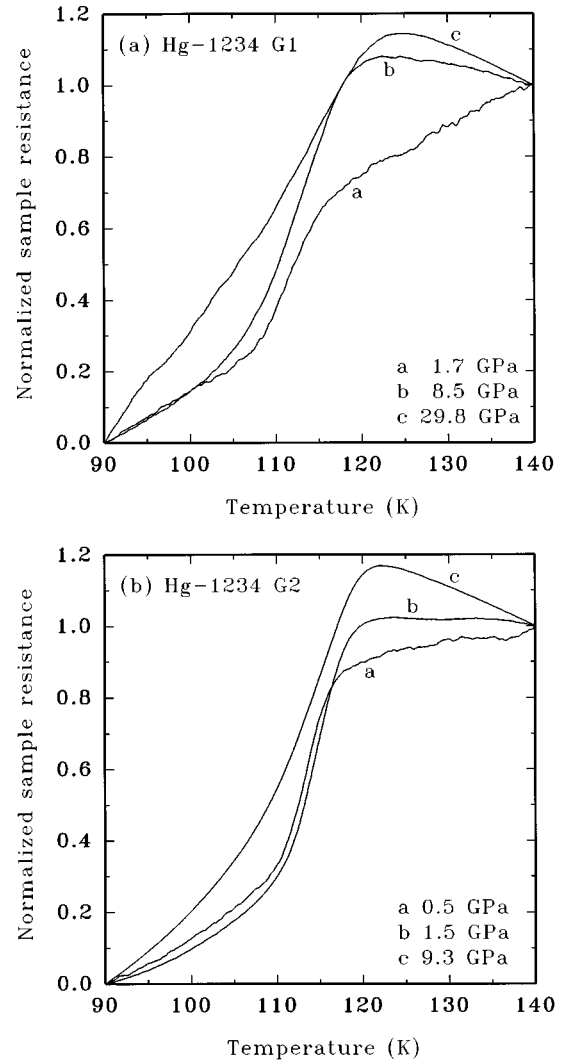 (a) Hg-1234 G1
1.2
1.0
0.8
0.6
0.4
0.2
0.0
Normalized sample resistance
c
b
a
a 1.7 GPa
b 8.5 GPa
c 29.8 GPa
90 100 110 120 130 140
Temperature (K)
(b) Hg-1234 G2
1.2
1.0
0.8
0.6
0.4
0.2
0.0
Normalized sample resistance
c
b
a
a 0.5 GPa
b 1.5 GPa
c 9.3 GPa
90 100 110 120 130 140
Temperature (K)